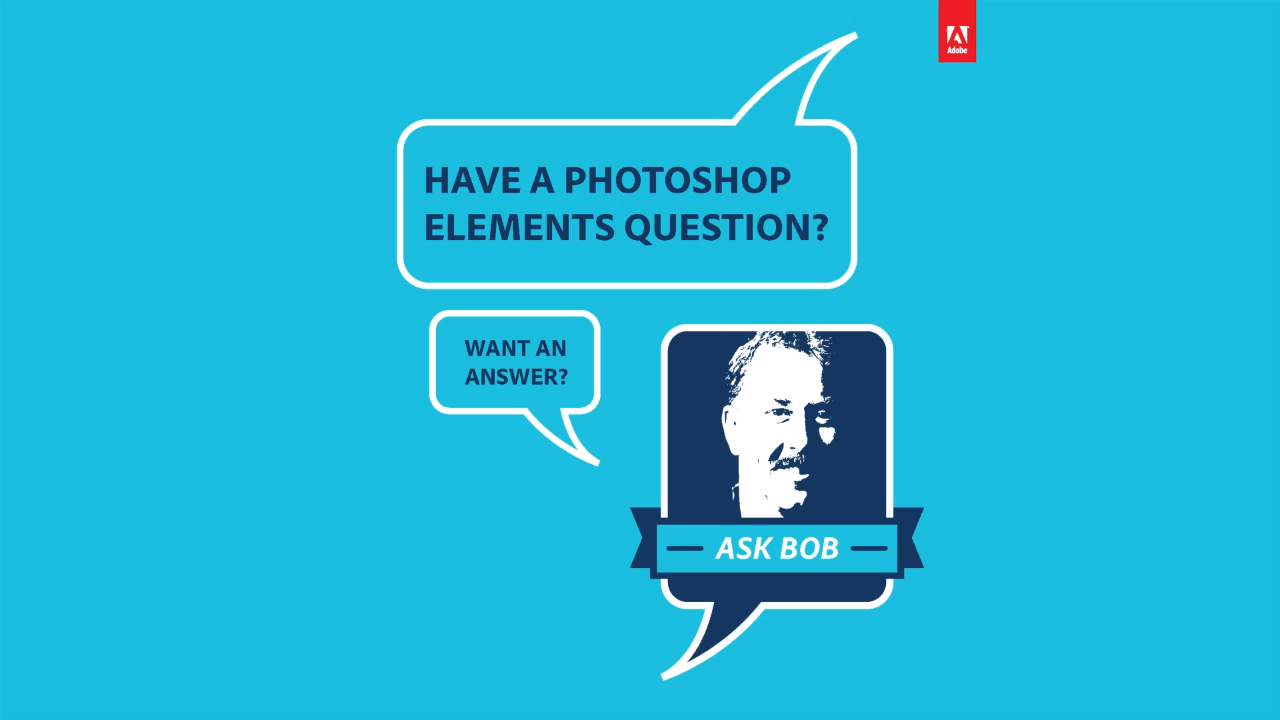 Adobe
HAVE A PHOTOSHOP
ELEMENTS QUESTION?
WANT AN
ANSWER?
ASK BOB